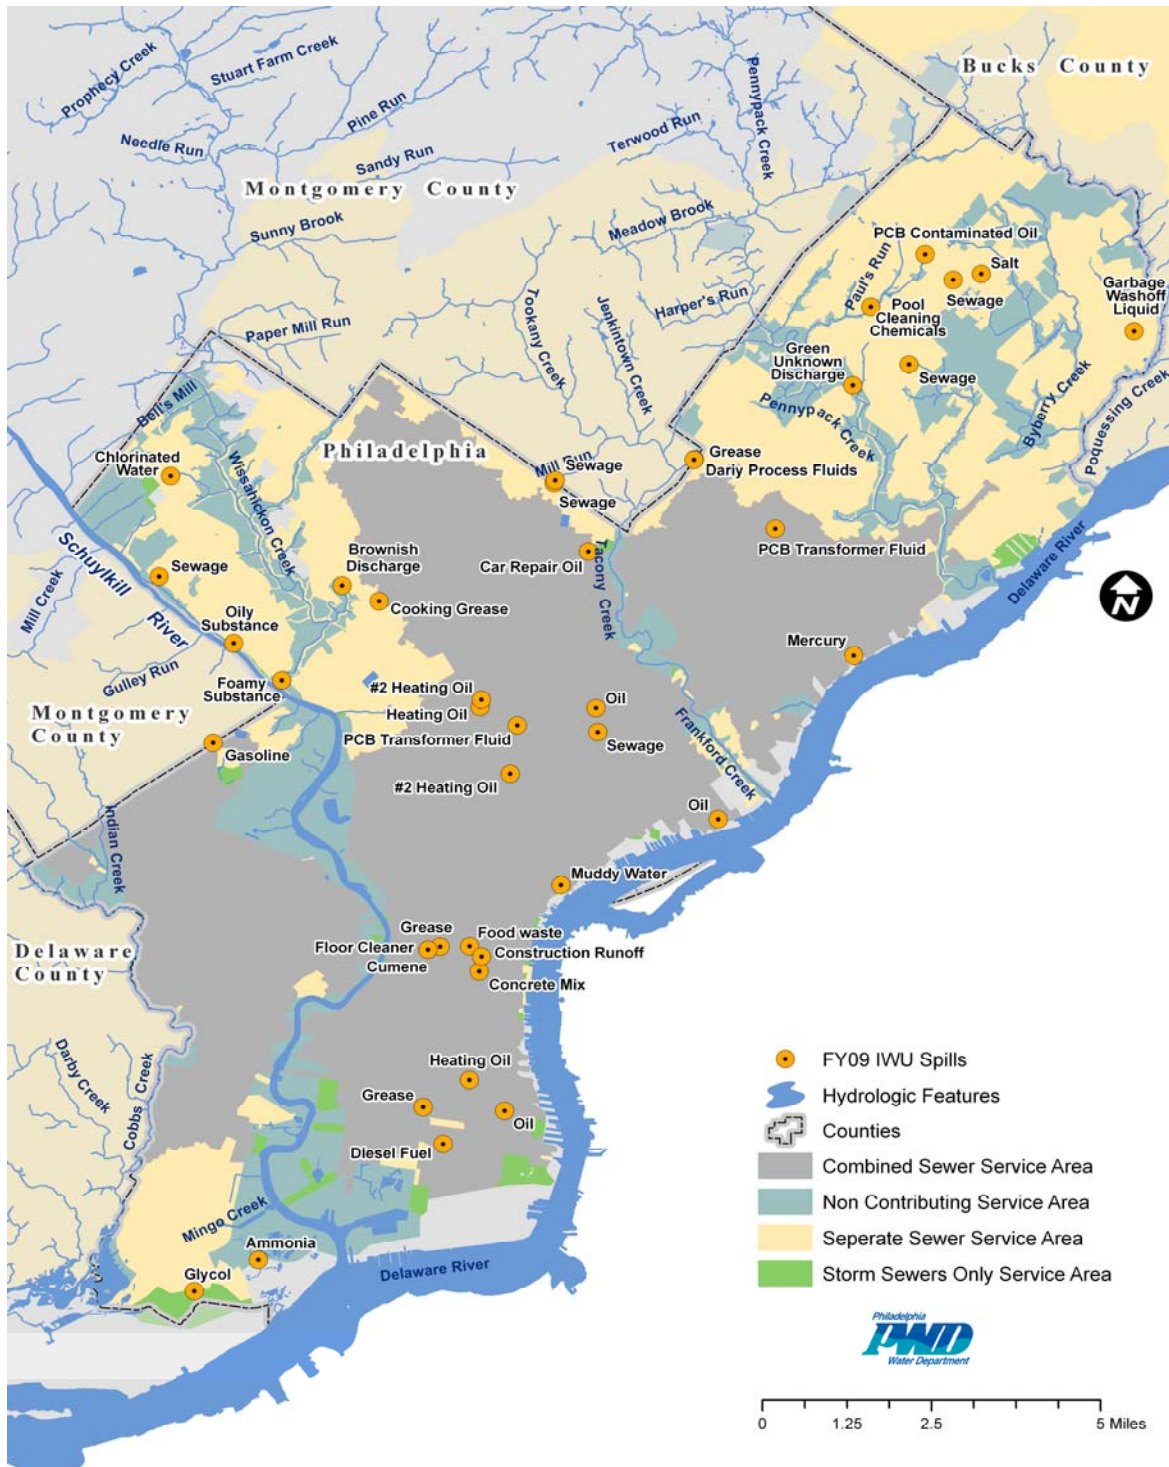 Bucks County
Prophecy Creek
Stuart Farm Creek
Pine Run
Needle Run
Sandy Run
Terwood Run
Pennypack Creek
Montgomery County
Sunny Brook
Meadow Brook
PCB Contaminated Oil
Paul's Run
Salt
Sewage
Garbage
Washoff
Liquid
Pool
Cleaning
Chemicals
Harper's Run
Tookany Creek
Jenkintown Creek
Paper Mill Run
Green
Unknown
Discharge
Sewage
Pennypack Creek
Byberry Creek
Poquessing Creek
Bell's Mill
Philadelphia
Chlorinated
Water
Wissahickon Creek
Mill Run
Sewage
Sewage
Grease
Dariy Process Fluids
PCB Transformer Fluid
Delaware River
Schuylkill River
Mill Creek
Sewage
Brownish
Discharge
Car Repair Oil
Tacony Creek
Cooking Grease
Oily
Substance
Mercury
Gulley Run
Foamy
Substance
#2 Heating Oil
Heating Oil
Oil
PCB Transformer Fluid
Sewage
Frankford Creek
Montgomery
County
Gasoline
#2 Heating Oil
Oil
Indian Creek
Muddy Water
Grease
Food waste
Floor Cleaner
Construction Runoff
Cumene
Concrete Mix
Delaware
County
Darby Creek
Cobbs Creek
Heating Oil
Grease
Oil
Diesel Fuel
Mingo Creek
Ammonia
Glycol
Delaware River
N
FY09 IWU Spills
Hydrologic Features
Counties
Combined Sewer Service Area
Non Contributing Service Area
Seperate Sewer Service Area
Storm Sewers Only Service Area
Philadelphia
PWD
Water Department
0 1.25 2.5 5 Miles